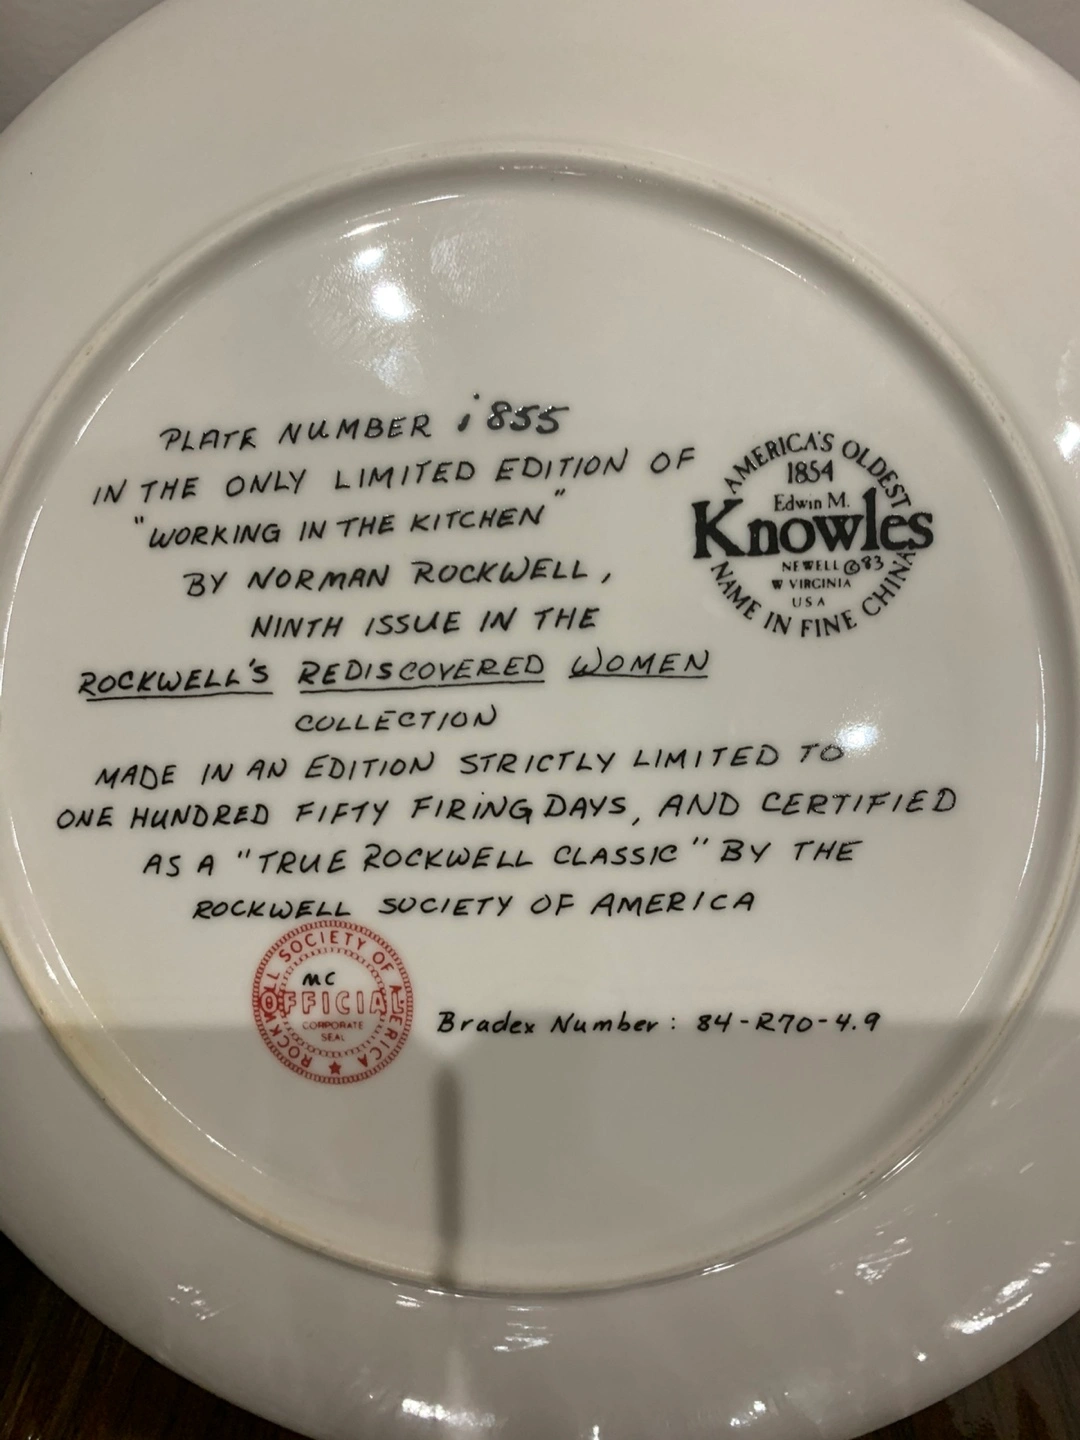 PLATE NUMBER i855
IN THE ONLY LIMITED EDITION OF
"WORKING IN THE KITCHEN"
BY NORMAN ROCKWELL,
NINTH ISSUE IN THE
ROCKWELL'S REDISCOVERED WOMEN
COLLECTION
MADE IN AN EDITION STRICTLY LIMITED TO
ONE HUNDRED FIFTY FIRING DAYS, AND CERTIFIED
AS A "TRUE ROCKWELL CLASSIC" BY THE
ROCKWELL SOCIETY OF AMERICA
AMERICA'S OLDEST
1854
Edwin M.
Knowles
NEWELL ©83
W VIRGINIA
USA
NAME IN FINE CHINA
ROCKWELL SOCIETY OF AMERICA
MC
OFFICIAL
CORPORATE
SEAL
Bradex Number: 84-R70-4.9